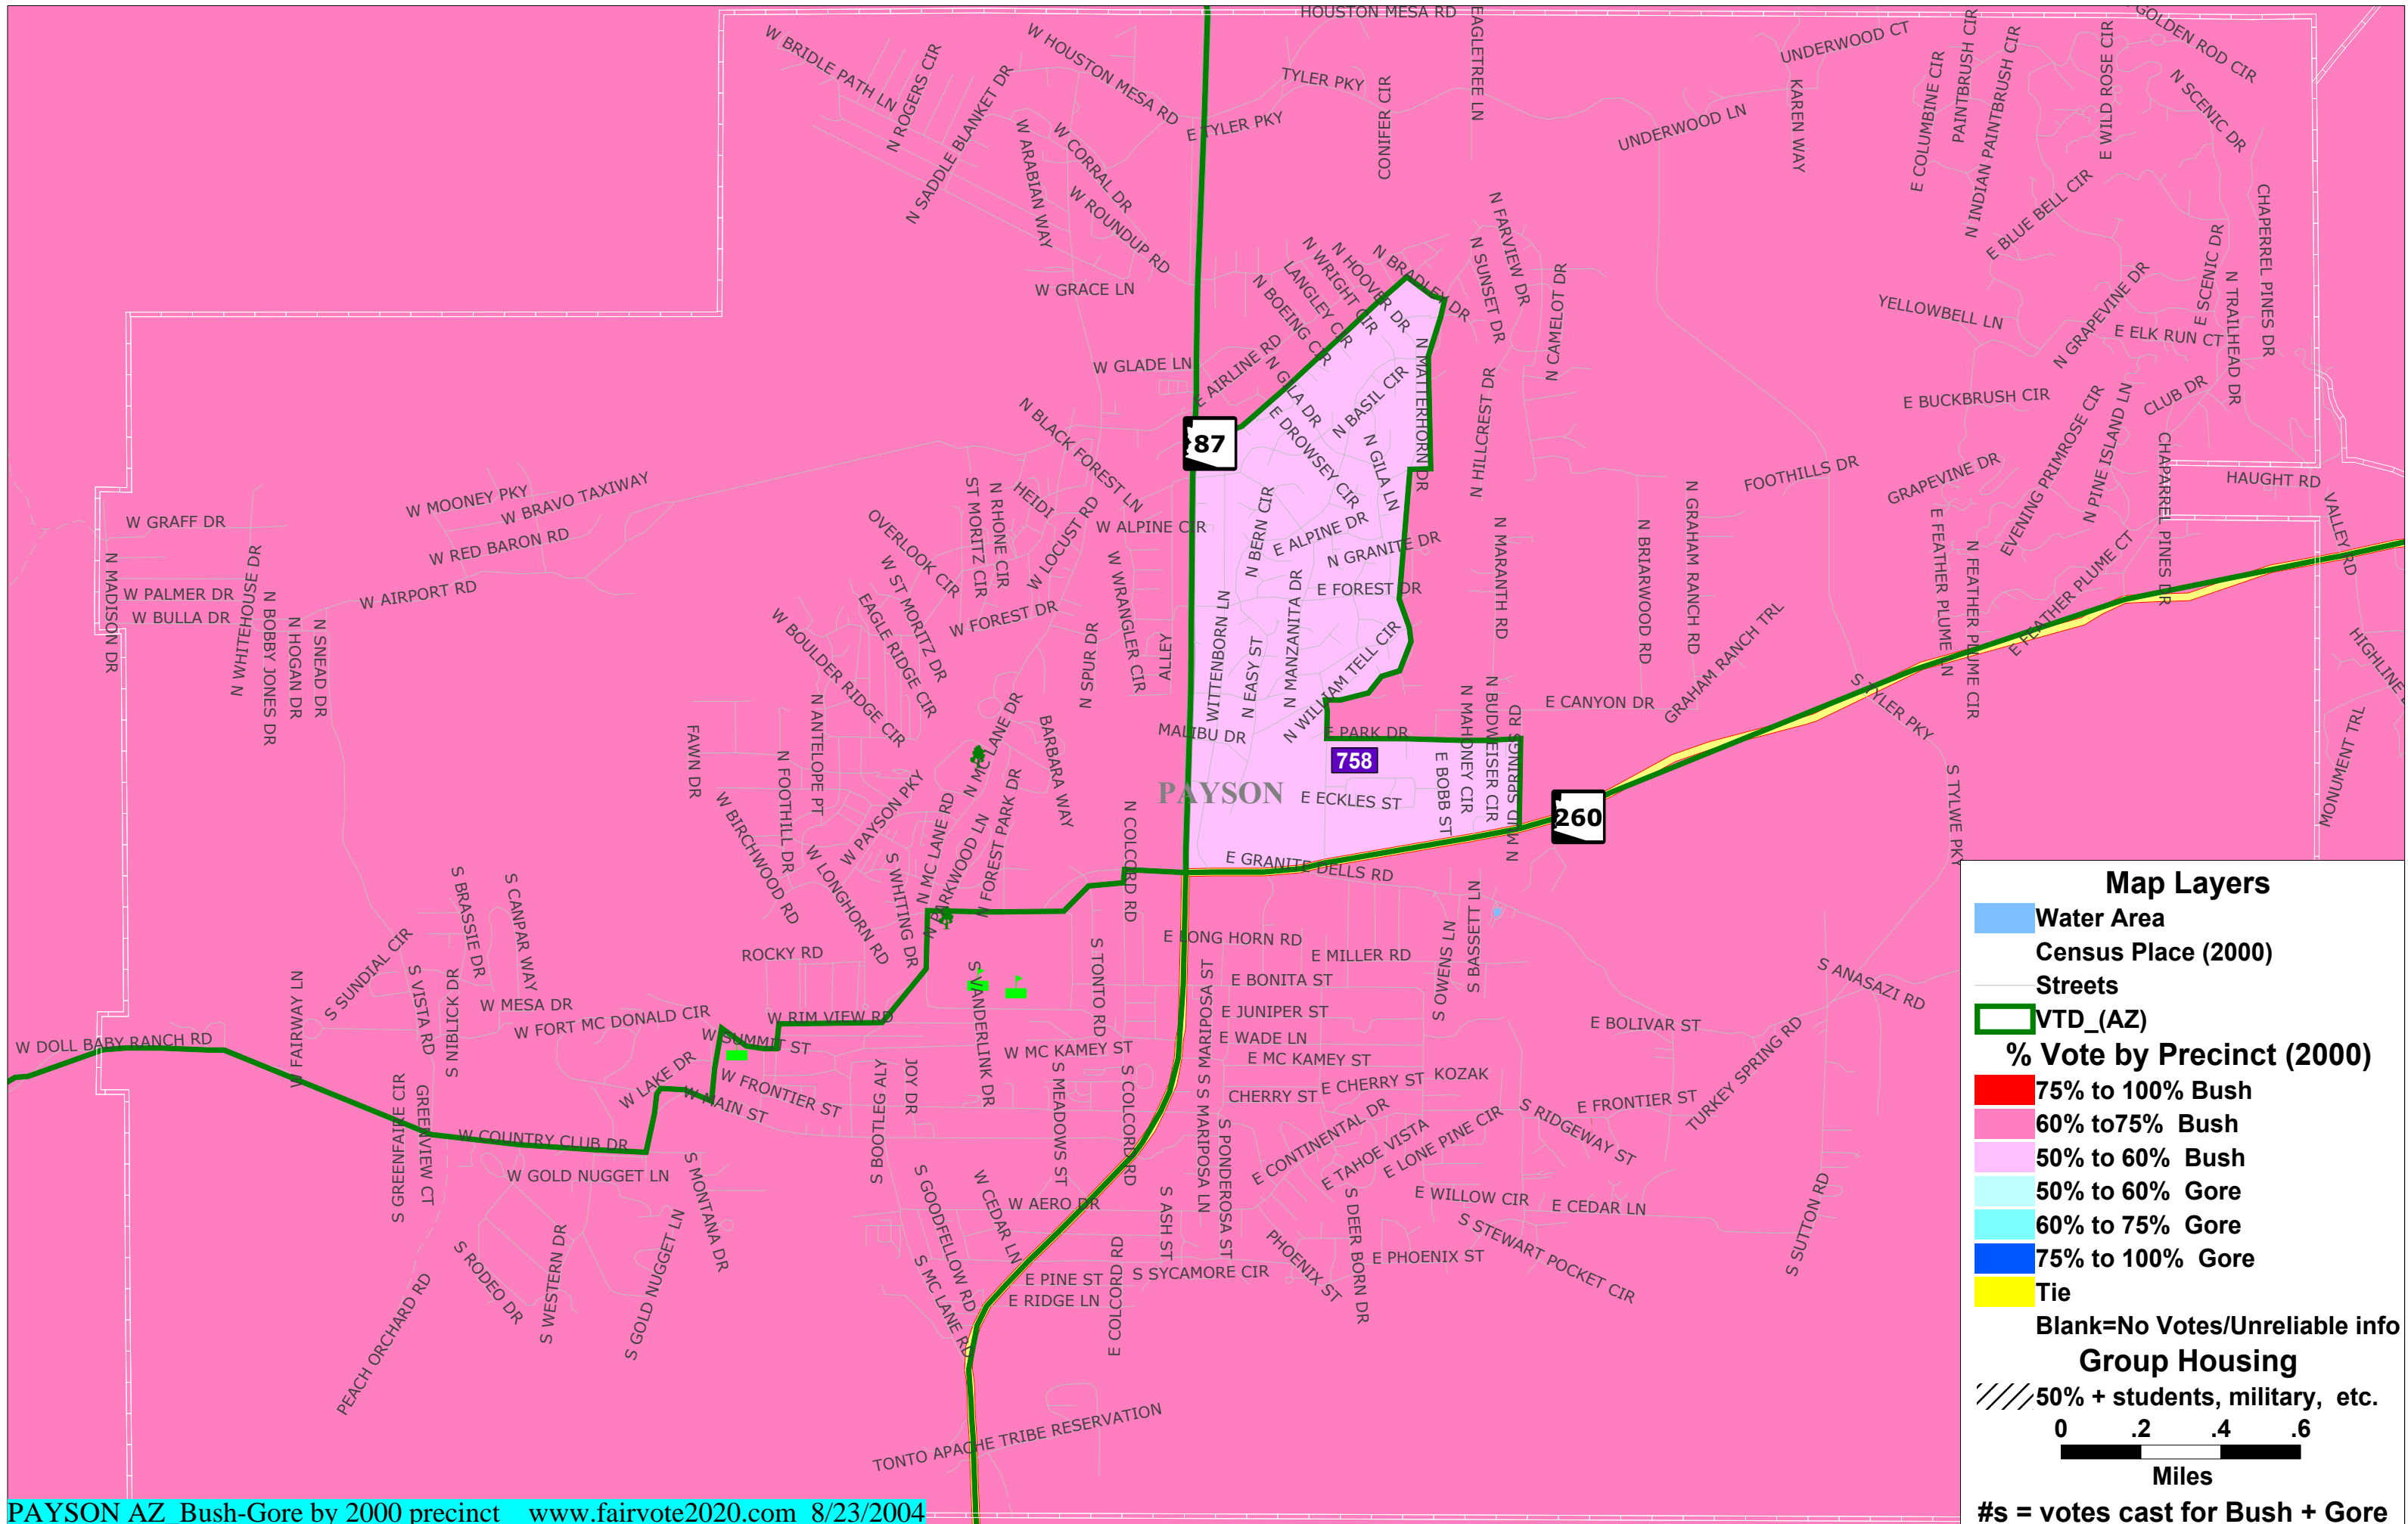 HOUSTON MESA RD
EAGLETREE LN
W BRIDLE PATH LN
N ROGERS CIR
N SADDLE BLANKET DR
W HOUSTON MESA RD
W CORRAL DR
W ARABIAN WAY
W ROUNDUP RD
W GRACE LN
E TYLER PKY
TYLER PKY
CONIFER CIR
UNDERWOOD CT
UNDERWOOD LN
KAREN WAY
E COLUMBINE CIR
PAINTBRUSH CIR
N INDIAN PAINTBRUSH CIR
E WILD ROSE CIR
GOLDEN ROD CIR
N SCENIC DR
E BLUE BELL CIR
CHAPERREL PINES DR
E SCENIC DR
N TRAILHEAD DR
N GRAPEVINE DR
E ELK RUN CT
YELLOWBELL LN
CLUB DR
E BUCKBRUSH CIR
EVENING PRIMROSE CIR
N PINE ISLAND LN
CHAPARREL PINES DR
HAUGHT RD
VALLEY RD
GRAPEVINE DR
FOOTHILLS DR
E FEATHER PLUME LN
N FEATHER PLUME CIR
E FEATHER PLUME CT
N FARVIEW DR
N SUNSET DR
N CAMELOT DR
N BRADLEY DR
N HOOVER DR
N WRIGHT CIR
LANGLEY CIR
N BOEING CIR
E AIRLINE RD
W GLADE LN
N GILA DR
N BASIL CIR
N MATTERHORN DR
N HILLCREST DR
E DROWSEY CIR
N GILA LN
87
N BLACK FOREST LN
W MOONEY PKY
W BRAVO TAXIWAY
W RED BARON RD
W AIRPORT RD
W GRAFF DR
N MADISON DR
W PALMER DR
W BULLA DR
N WHITEHOUSE DR
N BOBBY JONES DR
N HOGAN DR
N SNEAD DR
ST MORITZ CIR
N RHONE CIR
HEIDI
W LOCUST RD
W ALPINE CIR
OVERLOOK CIR
W ST MORITZ DR
EAGLE RIDGE CIR
W FOREST DR
W BOULDER RIDGE CIR
N SPUR DR
W WRANGLER CIR
ALLEY
N BERN CIR
E ALPINE DR
N GRANITE DR
E FOREST DR
WITTENBORN LN
N EASY ST
N MANZANITA DR
N WILLIAM TELL CIR
MALIBU DR
E PARK DR
758
PAYSON
E ECKLES ST
E BOBB ST
N MAHONEY CIR
N BUDWEISER CIR
N MUD SPRINGS RD
N MARANTH RD
N BRIARWOOD RD
N GRAHAM RANCH RD
GRAHAM RANCH TRL
E CANYON DR
260
S TYLER PKY
S TYLWE PKY
HIGHLINE
MONUMENT TRL
FAWN DR
N FOOTHILL DR
N ANTELOPE PT
N MC LANE DR
BARBARA WAY
W BIRCHWOOD RD
W PAYSON PKY
W LONGHORN RD
S WHITING DR
N MC LANE RD
N PARKWOOD LN
N FOREST PARK DR
N COLCORD RD
E GRANITE DELLS RD
ROCKY RD
S BRASSIE DR
S CANPAR WAY
S SUNDIAL CIR
W FAIRWAY LN
S VISTA RD
S NIBLICK DR
W MESA DR
W FORT MC DONALD CIR
W DOLL BABY RANCH RD
W RIM VIEW RD
W SUMMIT ST
W LAKE DR
W FRONTIER ST
W MAIN ST
S VANDERLINK DR
S TONTO RD
W MC KAMEY ST
S BOOTLEG ALY
JOY DR
S MEADOWS ST
S COLCORD RD
E LONG HORN RD
E MILLER RD
E BONITA ST
E JUNIPER ST
E WADE LN
E MC KAMEY ST
S OWENS LN
S BASSETT LN
E CHERRY ST
KOZAK
CHERRY ST
S MARIPOSA ST
S MARIPOSA LN
S PONDEROSA ST
E CONTINENTAL DR
E TAHOE VISTA
E LONE PINE CIR
S RIDGEWAY ST
E FRONTIER ST
E BOLIVAR ST
TURKEY SPRING RD
S ANASAZI RD
S SUTTON RD
S GREENFAIRE CIR
GREENVIEW CT
W COUNTRY CLUB DR
W GOLD NUGGET LN
S MONTANA DR
S RODEO DR
S WESTERN DR
S GOLD NUGGET LN
PEACH ORCHARD RD
S GOODFELLOW RD
W CEDAR LN
S MC LANE RD
W AERO DR
E PINE ST
E RIDGE LN
E COLCORD RD
S ASH ST
S SYCAMORE CIR
PHOENIX ST
S DEER BORN DR
E WILLOW CIR
E CEDAR LN
E PHOENIX ST
S STEWART POCKET CIR
TONTO APACHE TRIBE RESERVATION
Map Layers
Water Area
Census Place (2000)
Streets
VTD_(AZ)
% Vote by Precinct (2000)
75% to 100% Bush
60% to75%  Bush
50% to 60%  Bush
50% to 60%  Gore
60% to 75%  Gore
75% to 100%  Gore
Tie
Blank=No Votes/Unreliable info
Group Housing
50% + students, military,  etc.
0 .2 .4 .6
Miles
#s = votes cast for Bush + Gore
PAYSON AZ  Bush-Gore by 2000 precinct    www.fairvote2020.com  8/23/2004